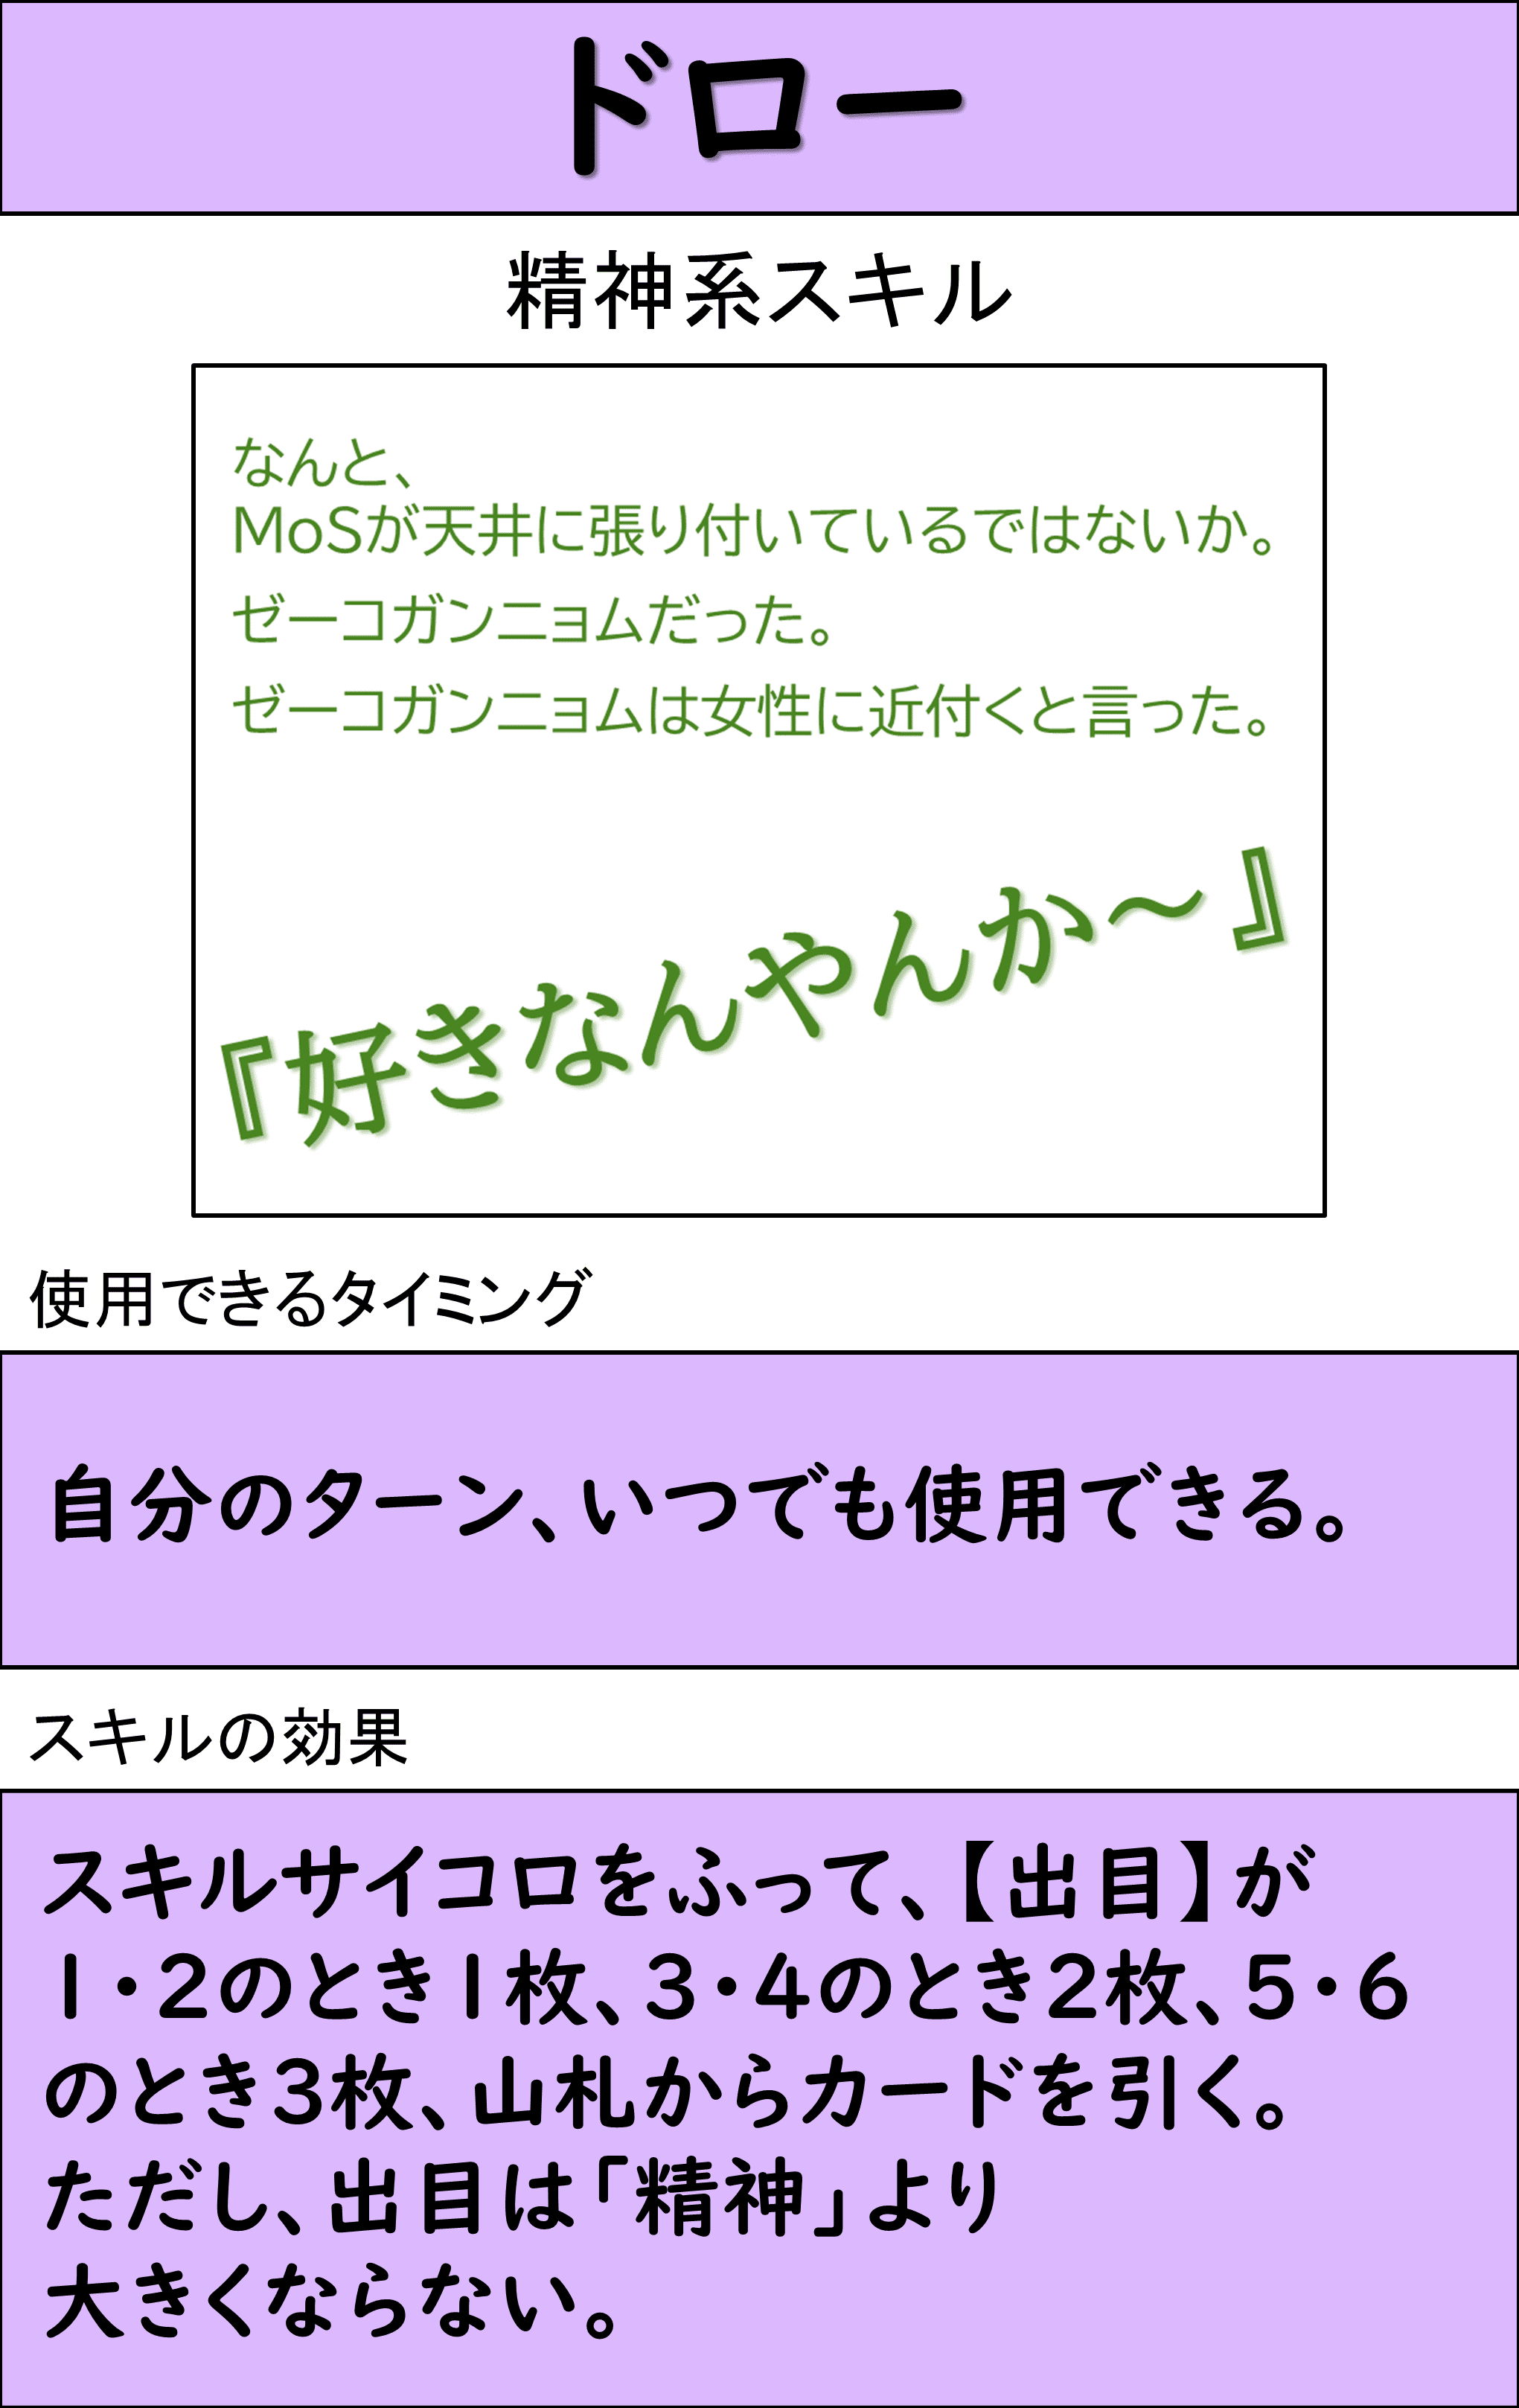 ドロー
精神系スキル
なんと、
MoSが天井に張り付いているではないか。
ゼーコガンニョムだった。
ゼーコガンニョムは女性に近付くと言った。
『好きなんやんか～』
使用できるタイミング
自分のターン、いつでも使用できる。
スキルの効果
スキルサイコロをふって、【出目】が
1・2のとき1枚、3・4のとき2枚、5・6
のとき3枚、山札からカードを引く。
ただし、出目は「精神」より
大きくならない。